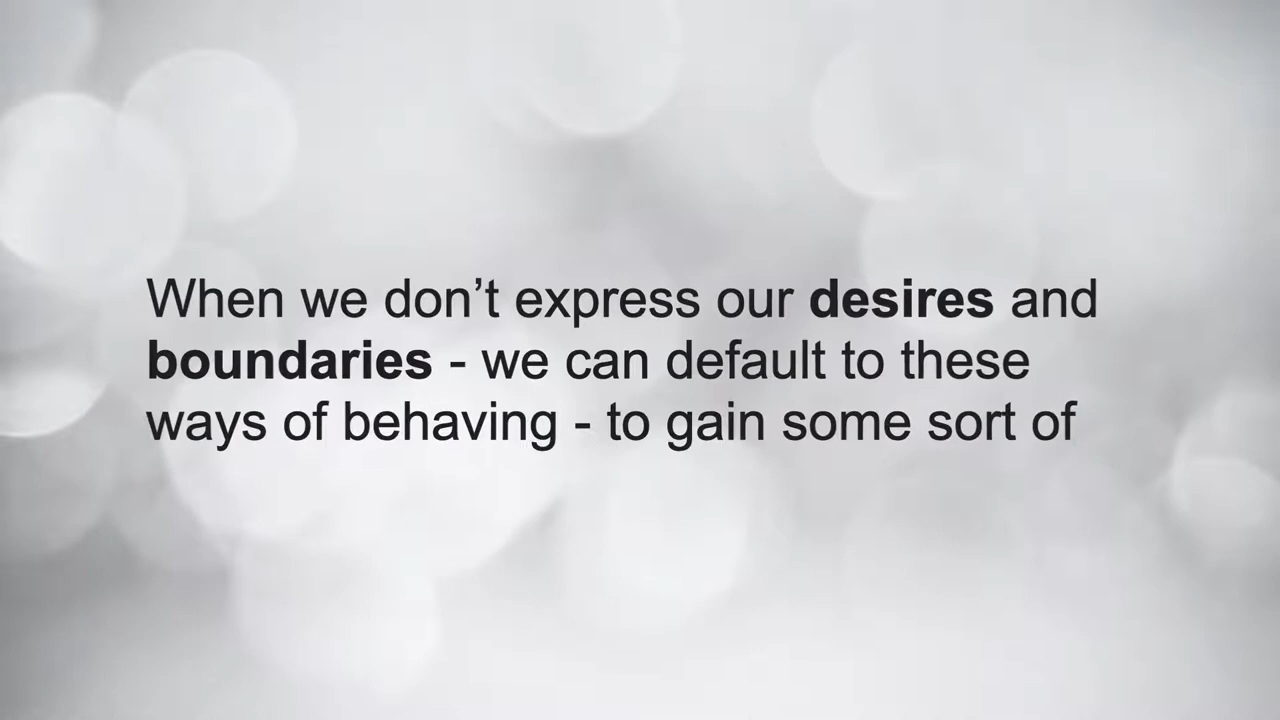 When we don’t express our desires and
boundaries - we can default to these
ways of behaving - to gain some sort of